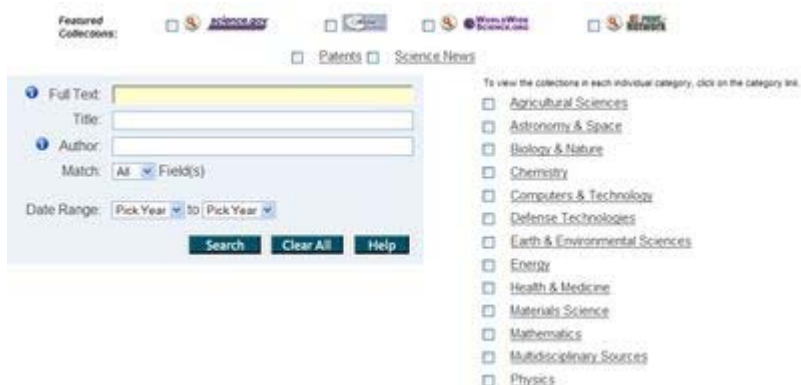 Featured
Collections:
science.gov
WorldWideScience.org
Network
Patents Science News
Full Text:
Title:
Author:
Match: All Field(s)
Date Range: Pick Year to Pick Year
Search Clear All Help
To view the collections in each individual category, click on the category link.
Agricultural Sciences
Astronomy & Space
Biology & Nature
Chemistry
Computers & Technology
Defense Technologies
Earth & Environmental Sciences
Energy
Health & Medicine
Materials Science
Mathematics
Multidisciplinary Sources
Physics